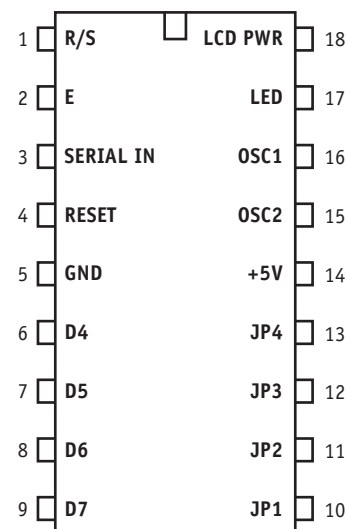 1 R/S LCD PWR 18
2 E LED 17
3 SERIAL IN OSC1 16
4 RESET OSC2 15
5 GND +5V 14
6 D4 JP4 13
7 D5 JP3 12
8 D6 JP2 11
9 D7 JP1 10